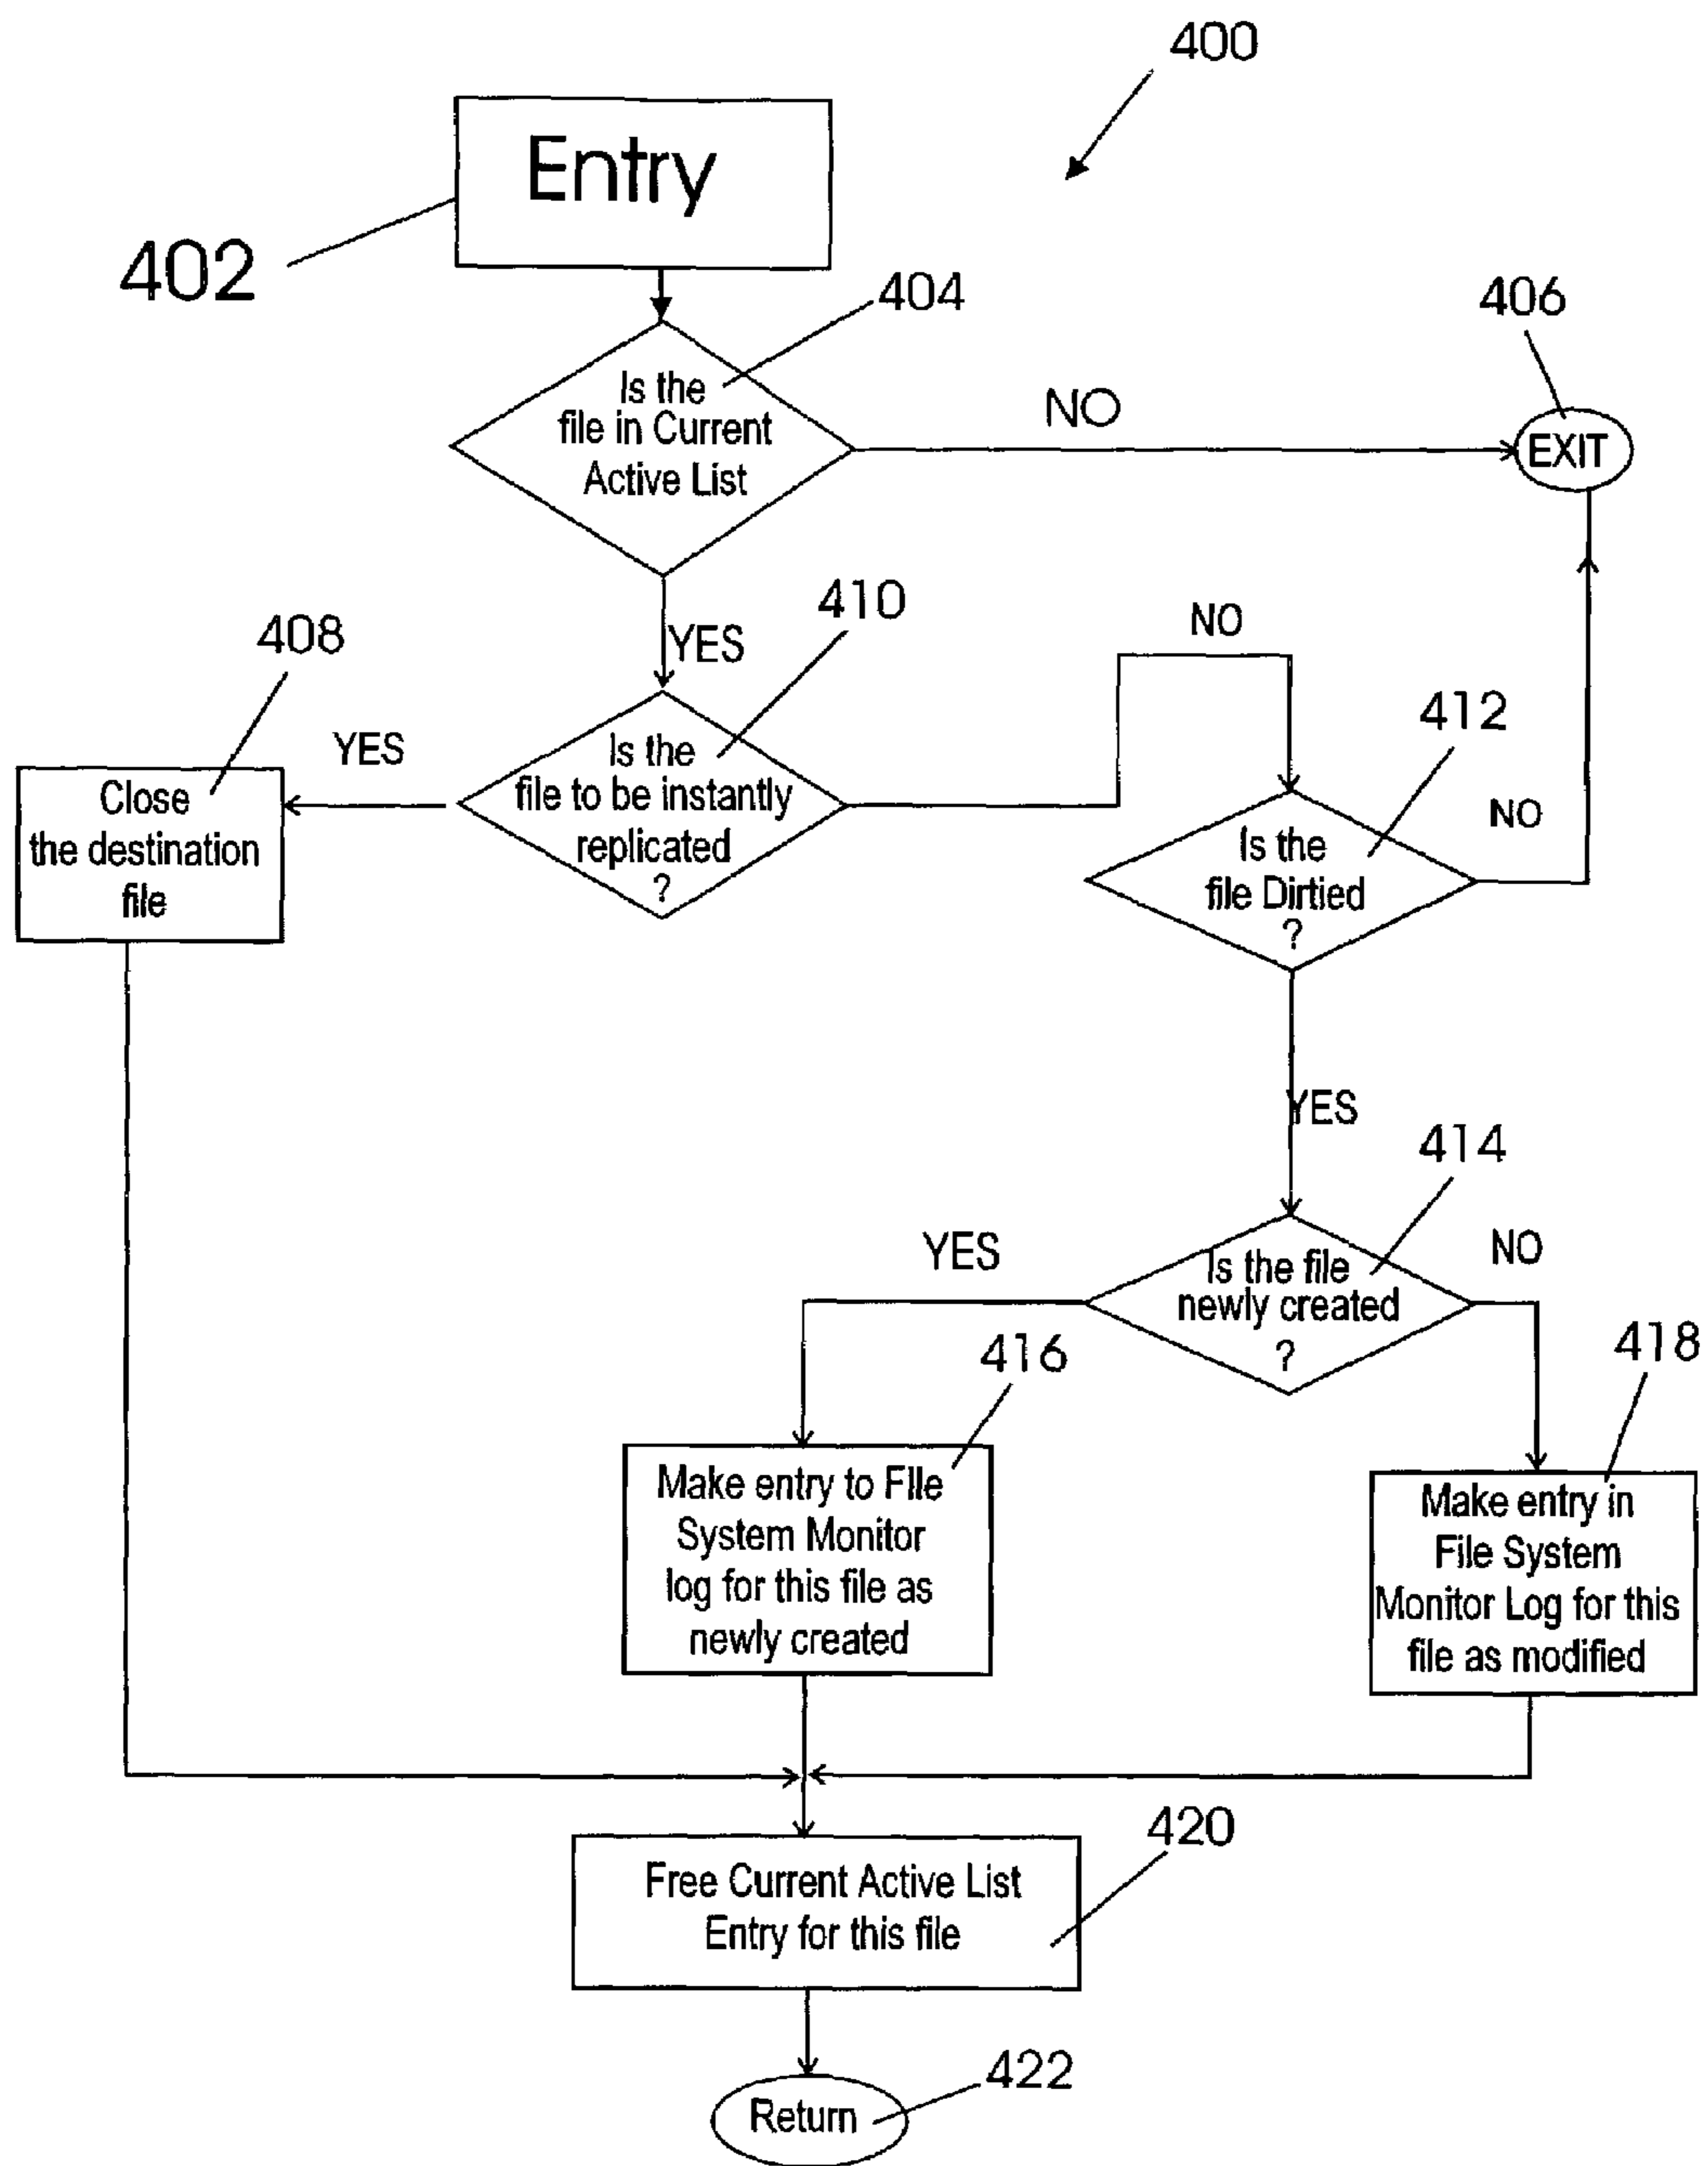 400
Entry
402
404
406
Is the
file in Current
Active List
NO
EXIT
YES
410
408
NO
412
YES
Is the
file to be instantly
replicated
?
Close
the destination
file
NO
Is the
file Dirtied
?
YES
414
YES
NO
Is the file
newly created
?
416
418
Make entry to File
System Monitor
log for this file as
newly created
Make entry in
File System
Monitor Log for this
file as modified
420
Free Current Active List
Entry for this file
422
Return